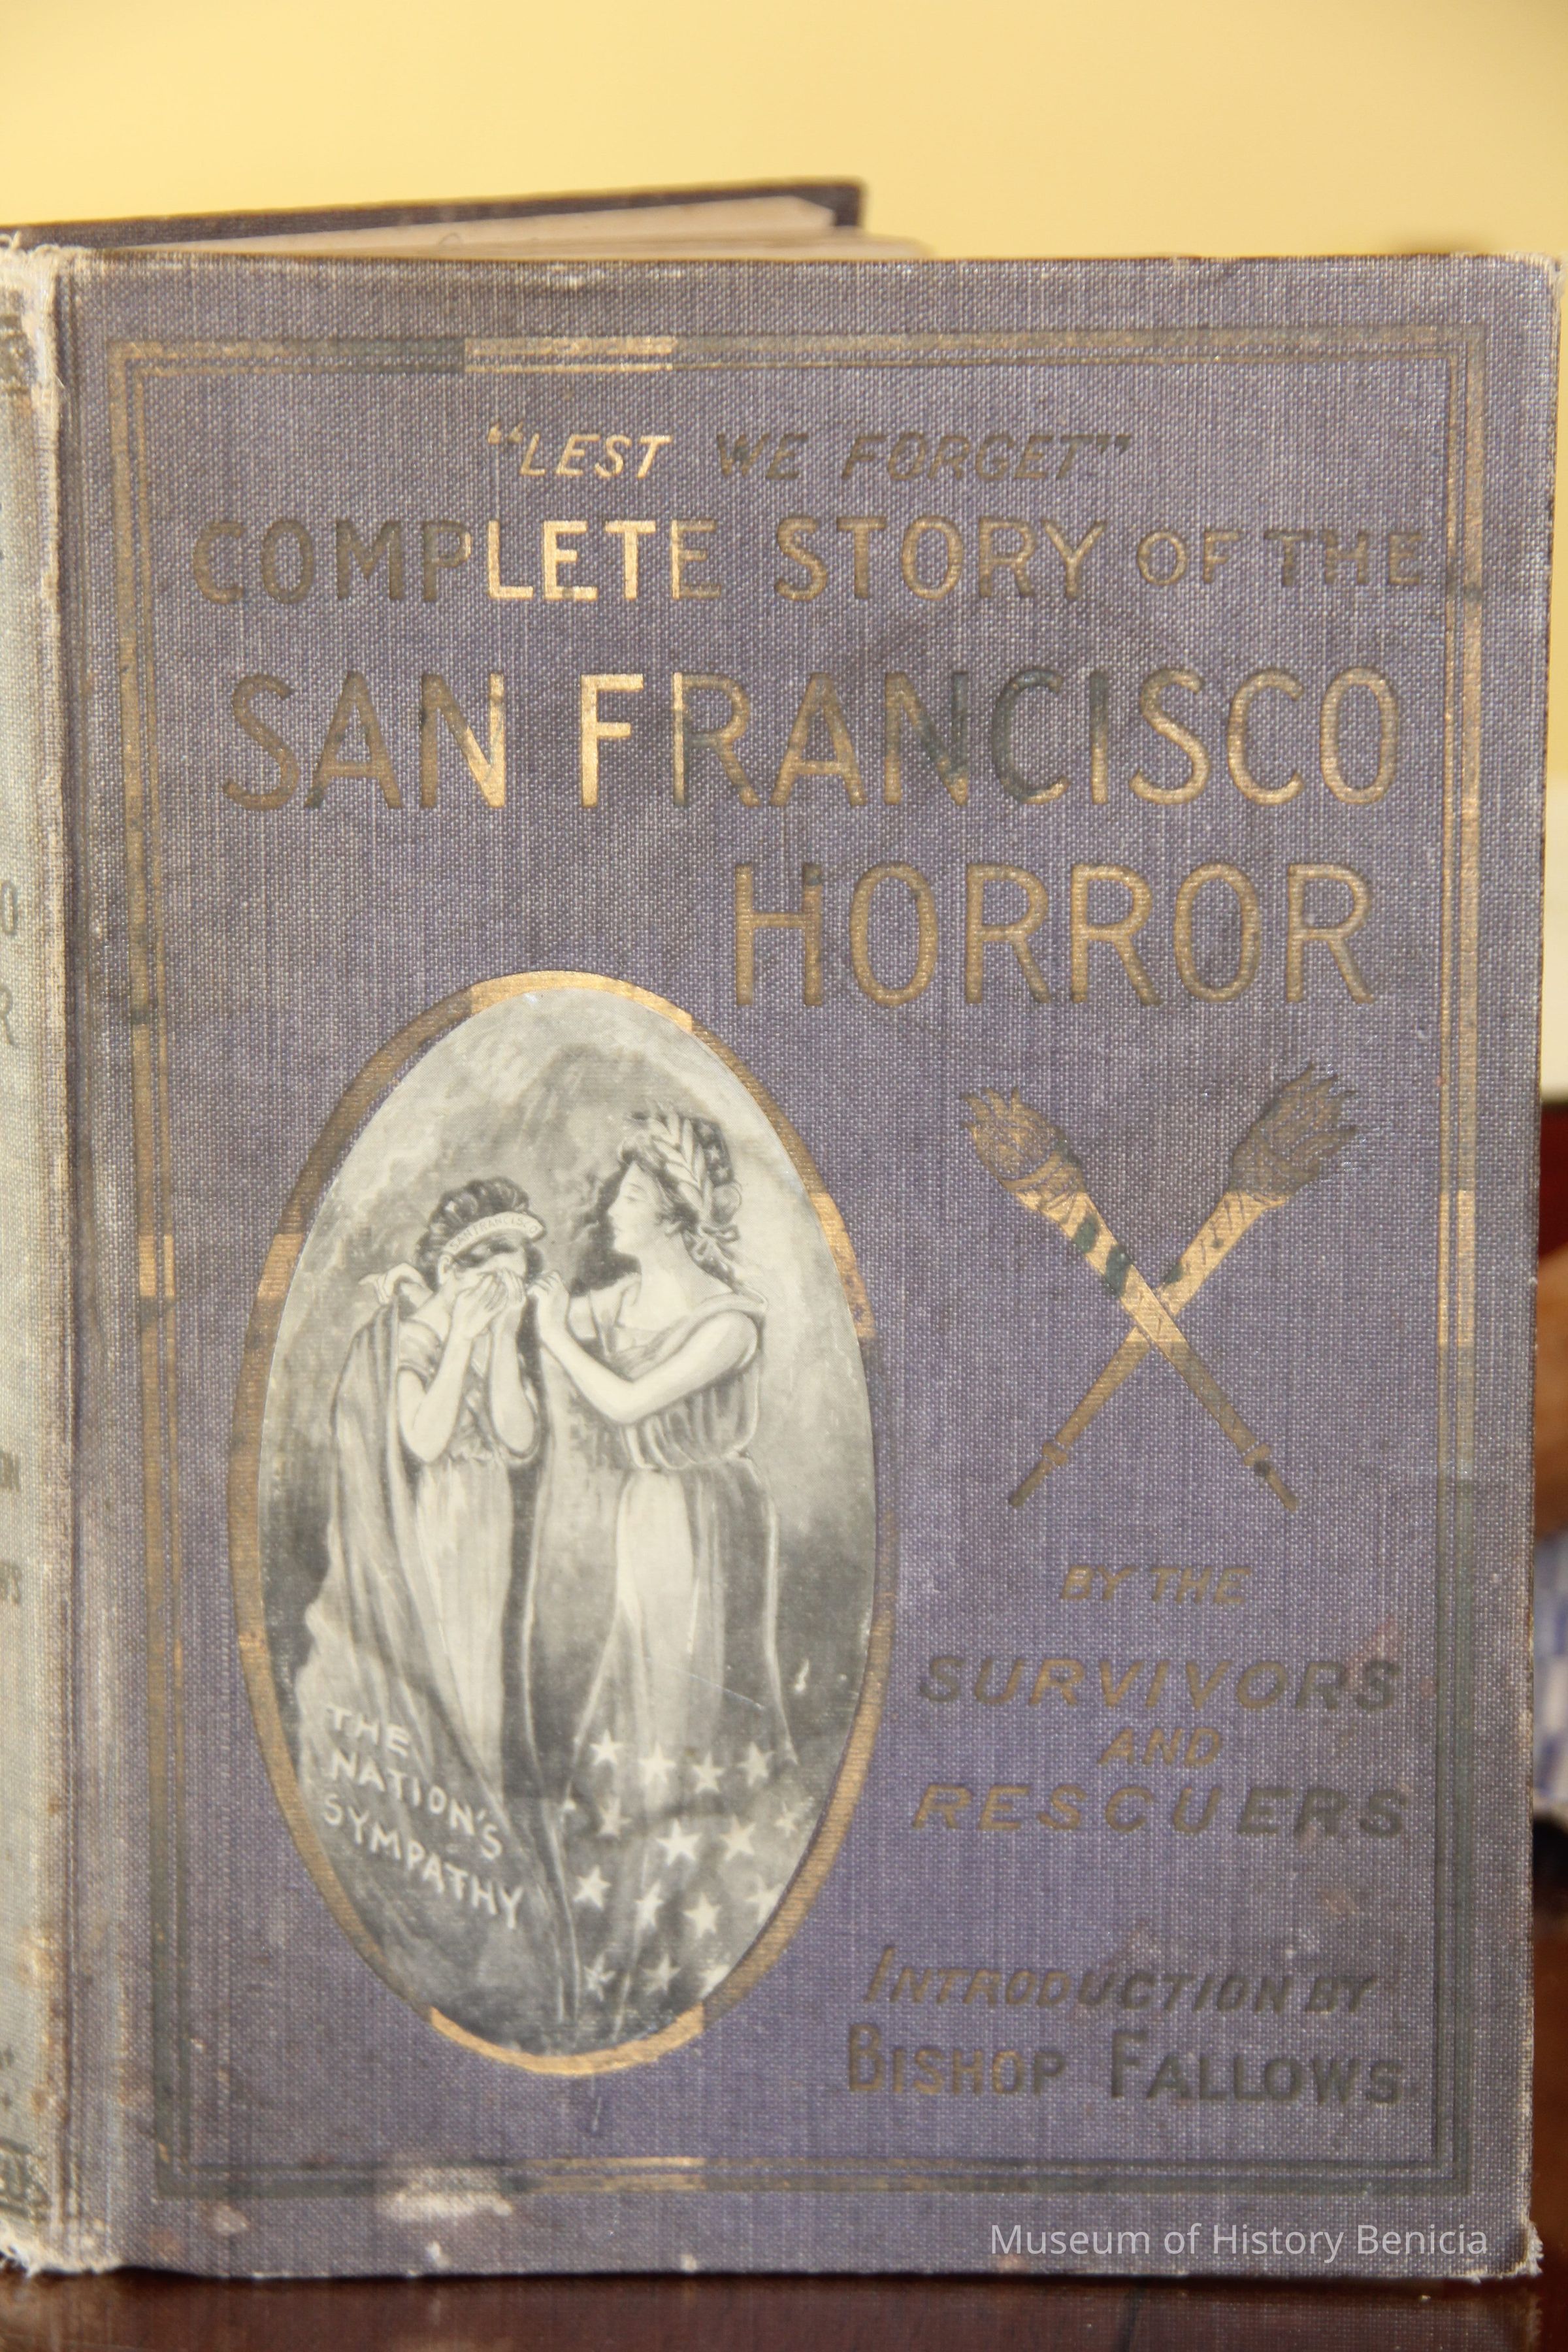 "LEST WE FORGET"
COMPLETE STORY OF THE
SAN FRANCISCO
HORROR
SAN FRANCISCO
THE
NATION'S
SYMPATHY
BY THE
SURVIVORS
AND
RESCUERS
INTRODUCTION BY
BISHOP FALLOWS
Museum of History Benicia